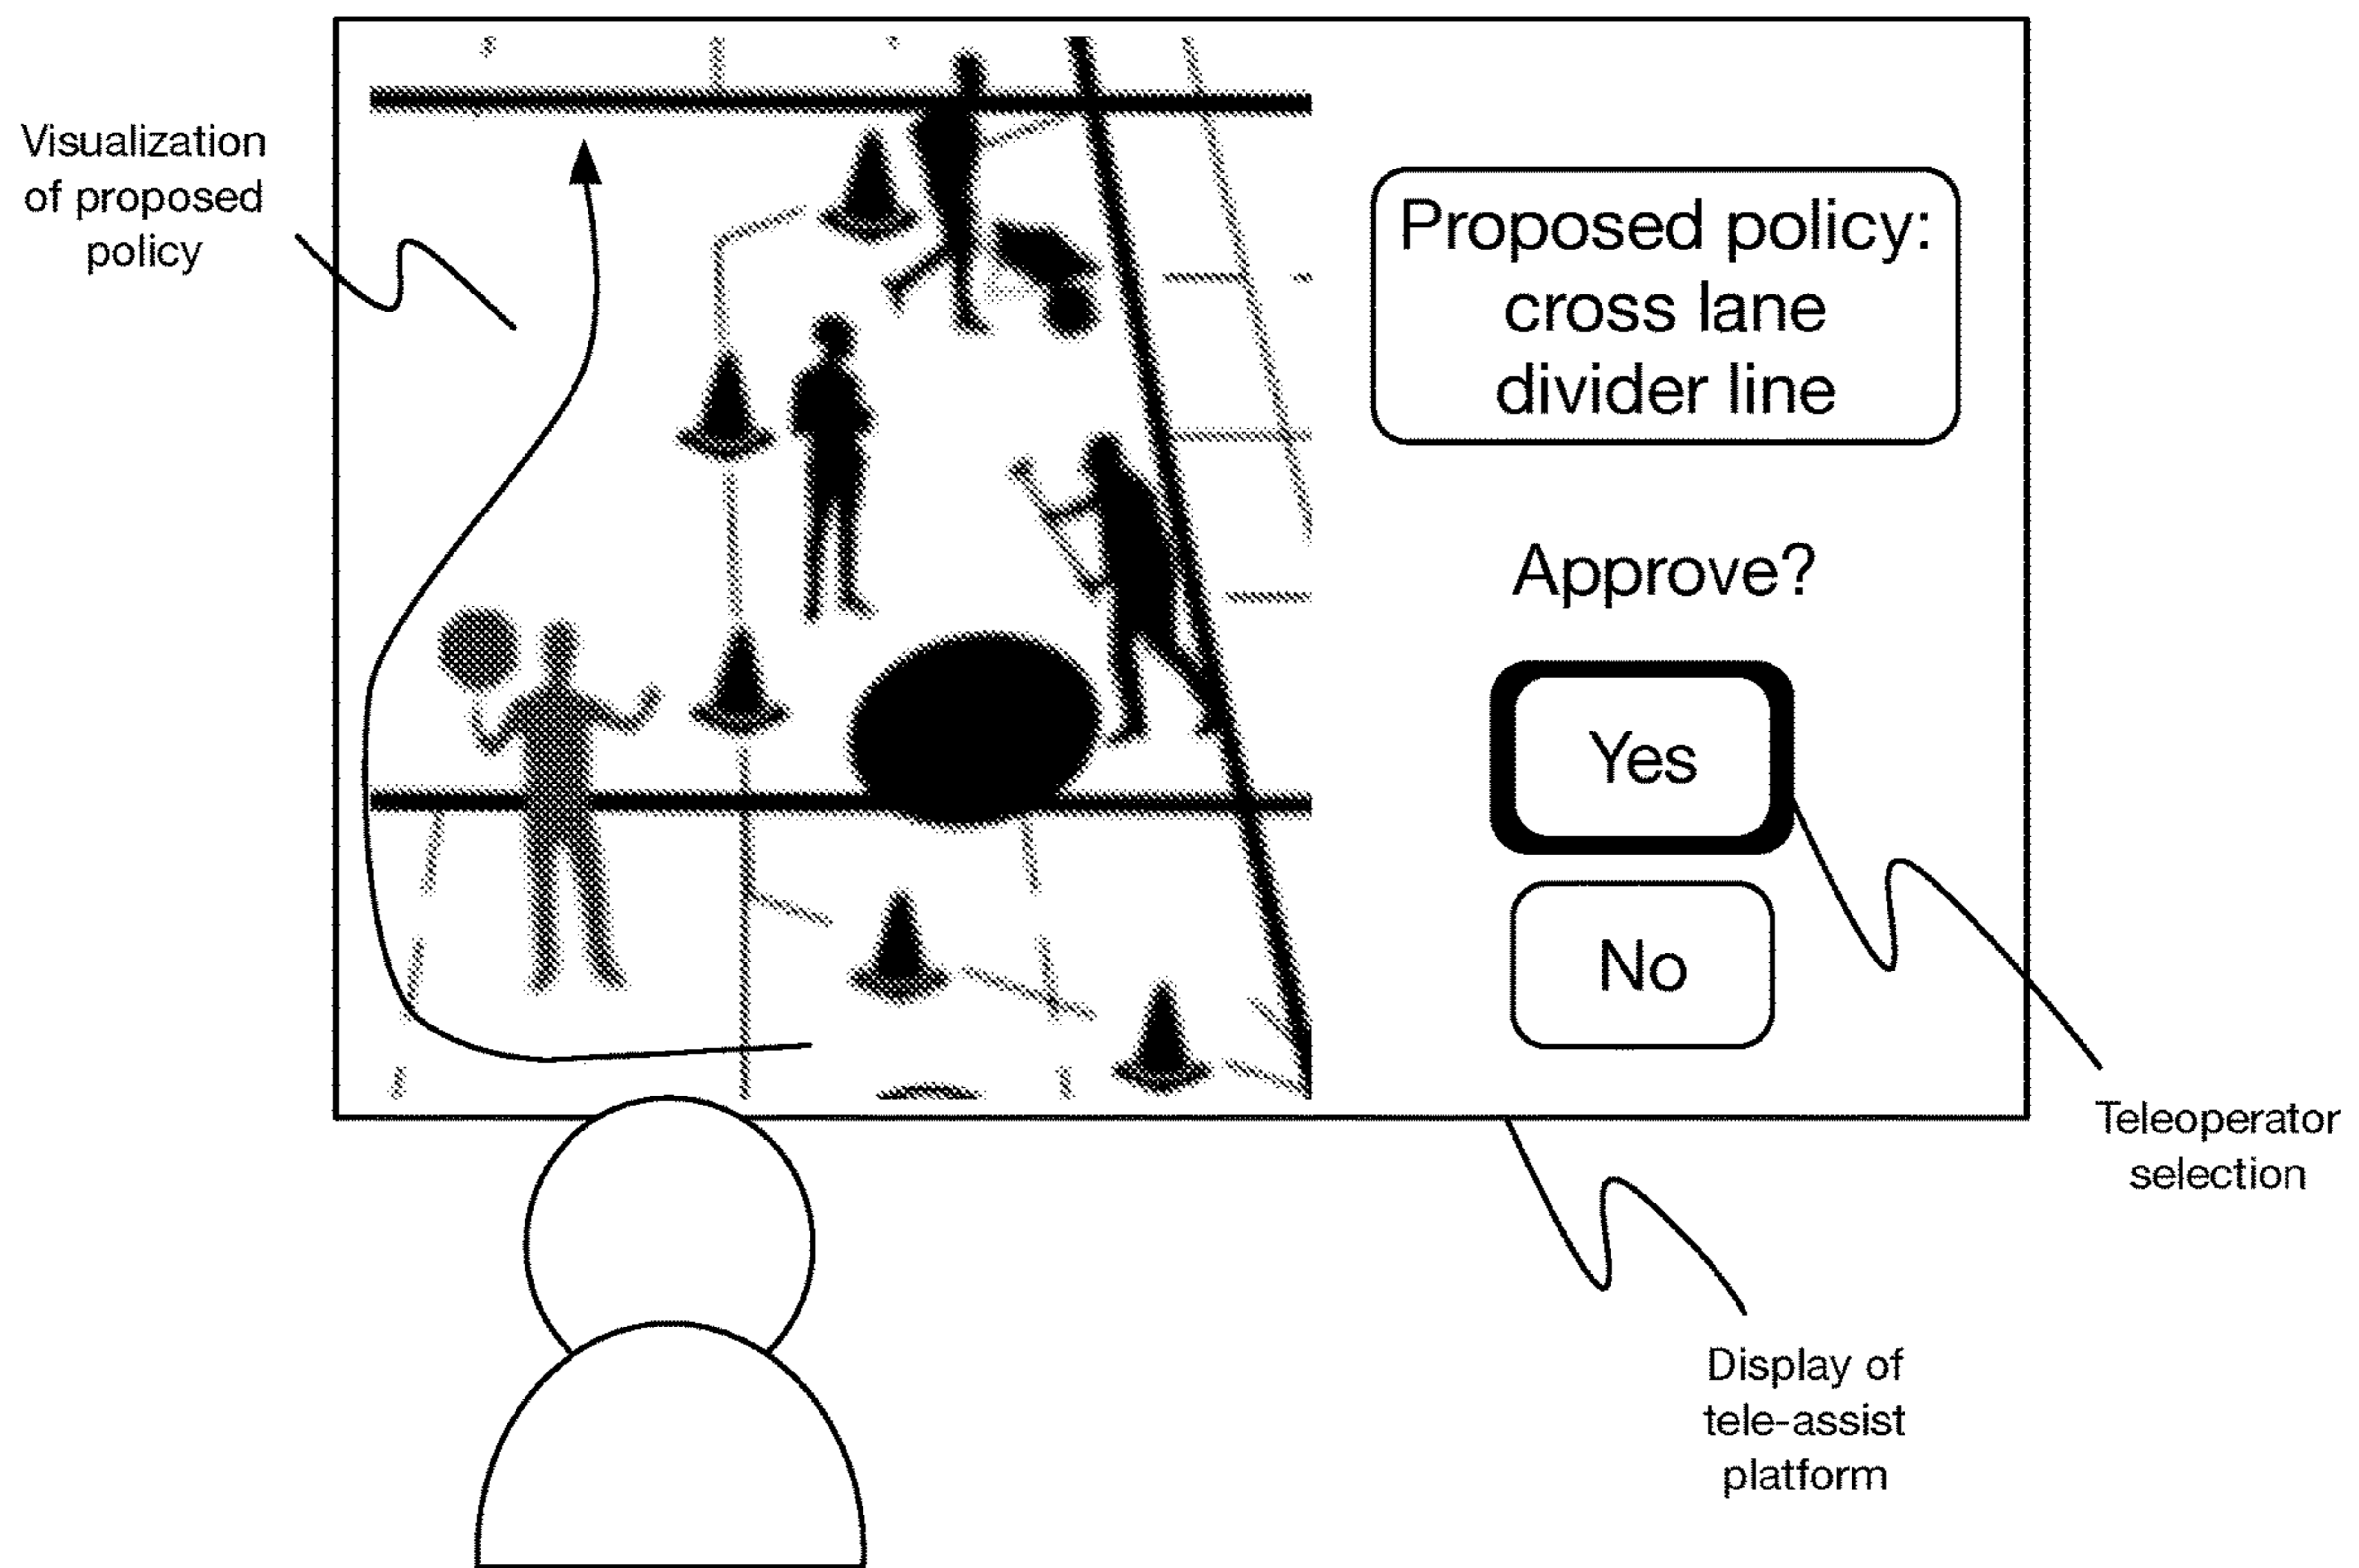 Visualization
of proposed
policy
Proposed policy:
cross lane
divider line
Approve?
Yes
No
Teleoperator
selection
Display of
tele-assist
platform